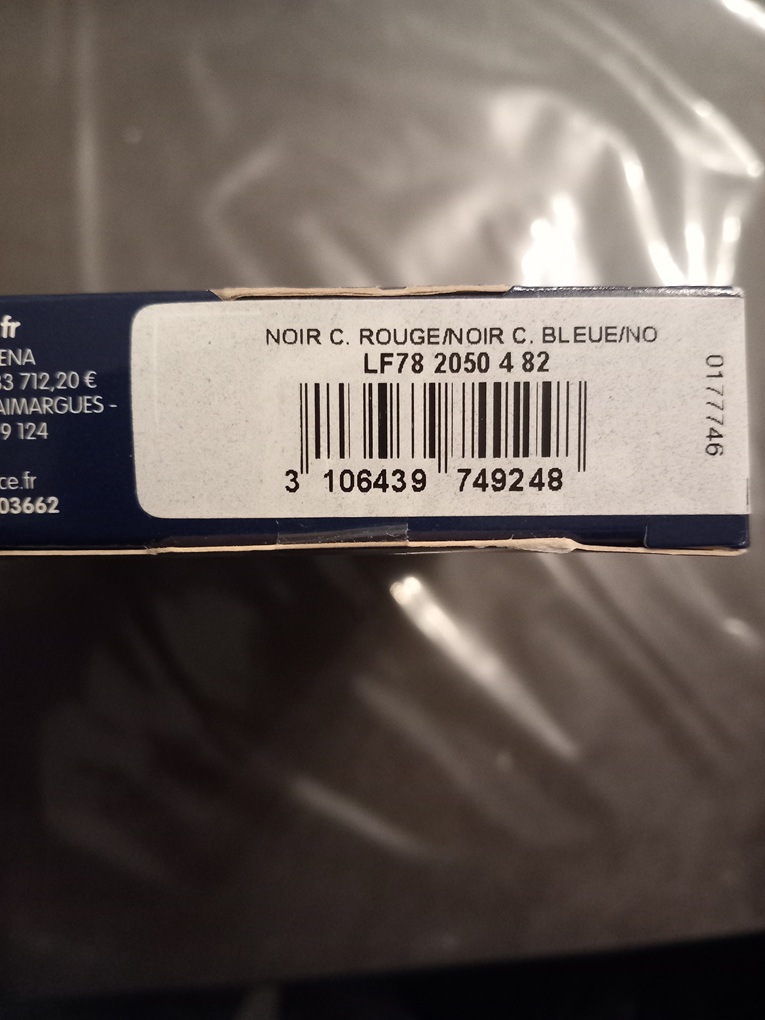 fr
ENA
33 712,20 €
AIMARGUES -
9 124
ce.fr
03662
NOIR C. ROUGE/NOIR C. BLEUE/NO
LF78 2050 4 82
3 106439 749248
0177746